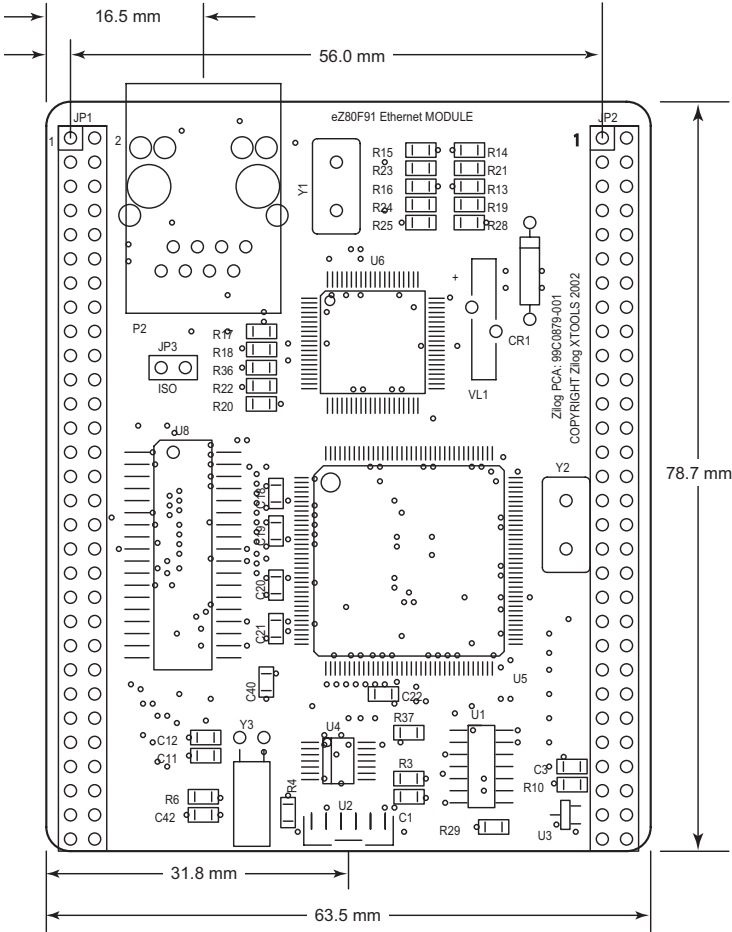 16.5 mm
56.0 mm
eZ80F91 Ethernet MODULE
JP1
JP2
1
2
1
R15
R14
R23
R21
R16
R13
R24
R19
R25
R28
Y1
U6
+
P2
JP3
ISO
R17
R18
R36
R22
R20
VL1
CR1
Zilog PCA: 99C0879-001
COPYRIGHT Zilog XTOOLS 2002
78.7 mm
U8
Y2
C18
C19
C20
C21
C40
C22
U5
C12
C11
Y3
U4
R37
U1
R3
C3
R10
R6
C42
R4
U2
C1
R29
U3
31.8 mm
63.5 mm